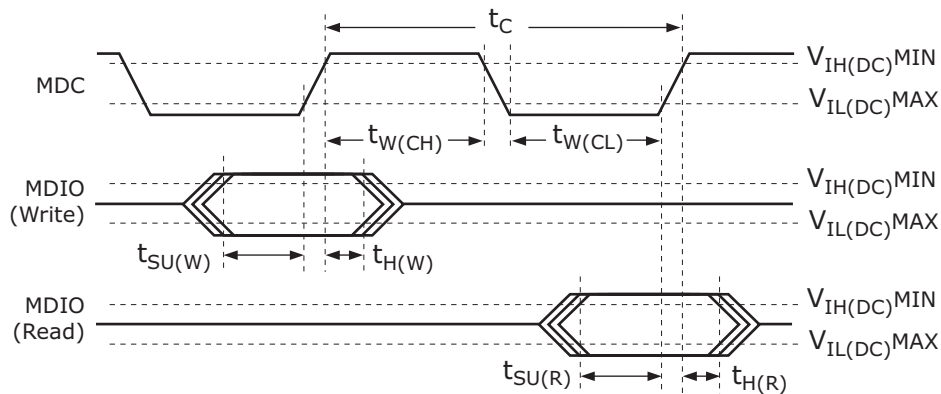 tC
MDC
VIH(DC)MIN
VIL(DC)MAX
tW(CH)
tW(CL)
MDIO
(Write)
VIH(DC)MIN
VIL(DC)MAX
tSU(W)
tH(W)
MDIO
(Read)
VIH(DC)MIN
VIL(DC)MAX
tSU(R)
tH(R)